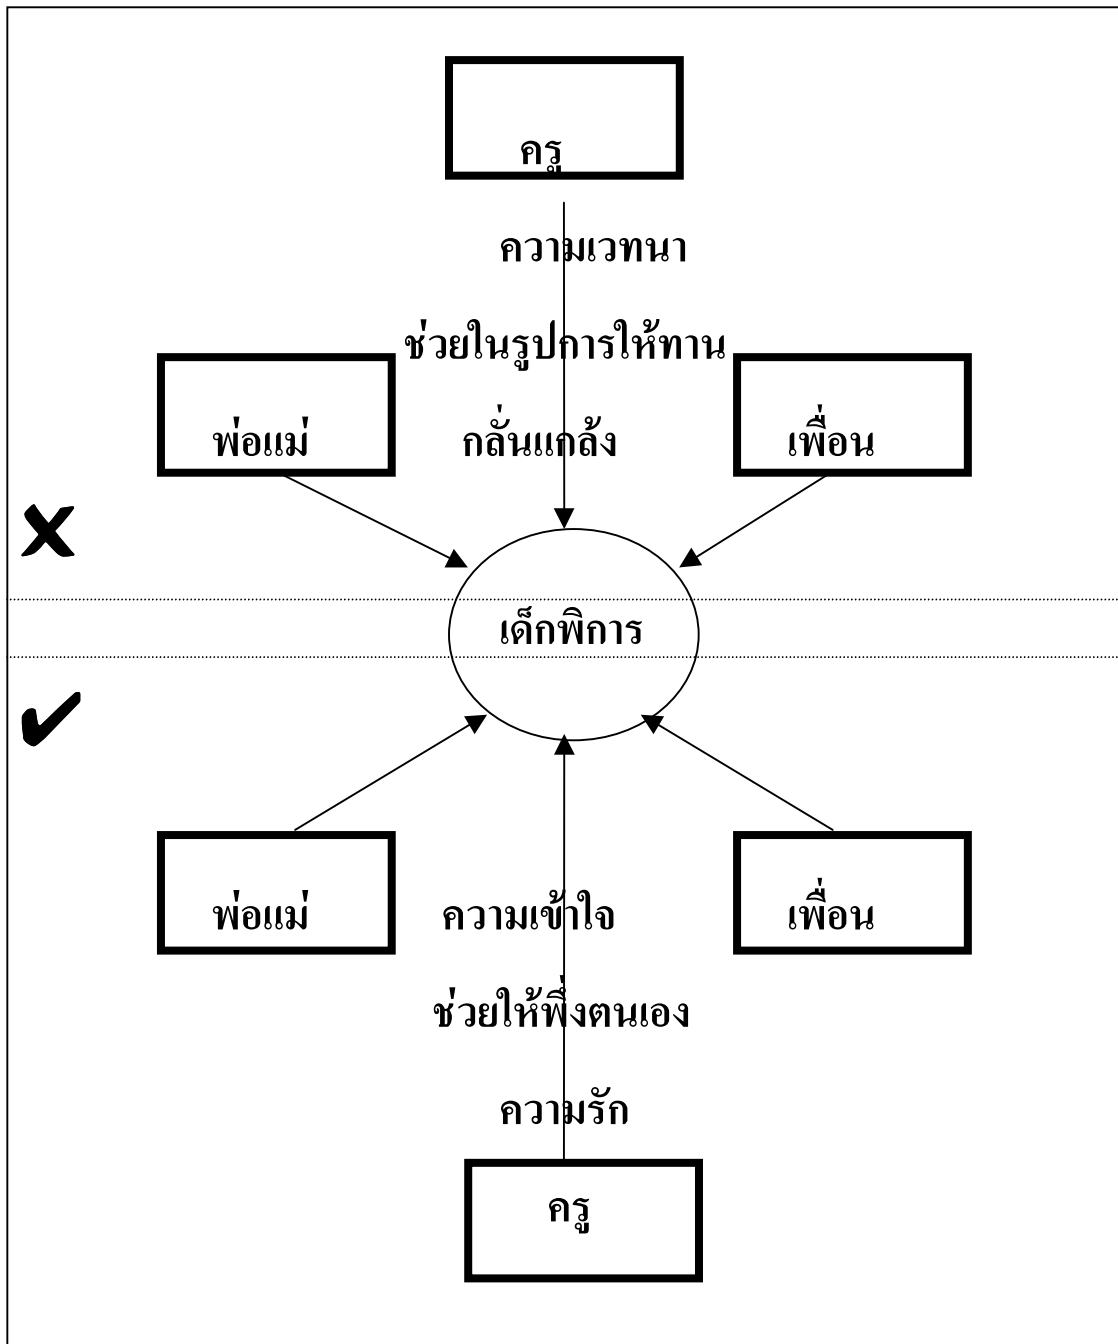 ครู
ความเวทนา
ช่วยในรูปการให้ทาน
พ่อแม่ กลั่นแกล้ง เพื่อน
เด็กพิการ
พ่อแม่ ความเข้าใจ เพื่อน
ช่วยให้พึ่งตนเอง
ความรัก
ครู